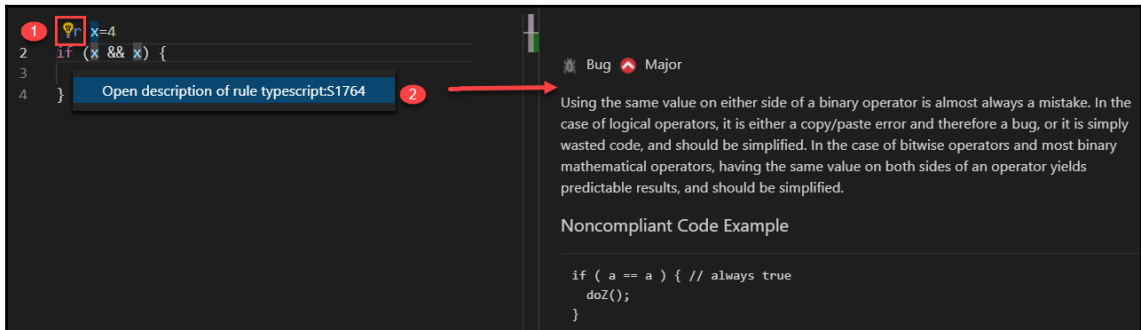 1 r x=4
2 if (x && x) {
3
Open description of rule typescript:S1764 2
4 }
Bug Major
Using the same value on either side of a binary operator is almost always a mistake. In the
case of logical operators, it is either a copy/paste error and therefore a bug, or it is simply
wasted code, and should be simplified. In the case of bitwise operators and most binary
mathematical operators, having the same value on both sides of an operator yields
predictable results, and should be simplified.
Noncompliant Code Example
if ( a == a ) { // always true
doZ();
}